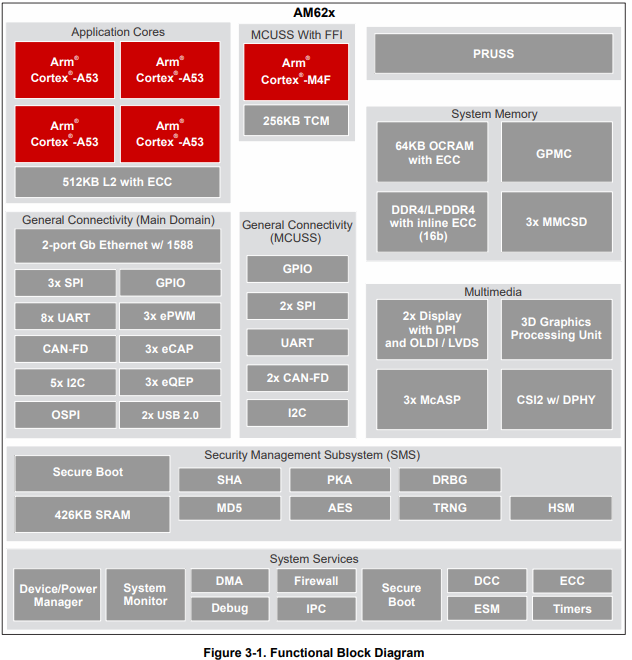 AM62x
Application Cores
Arm®
Cortex®-A53
Arm®
Cortex®-A53
Arm®
Cortex®-A53
Arm®
Cortex®-A53
512KB L2 with ECC
MCUSS With FFI
Arm®
Cortex®-M4F
256KB TCM
PRUSS
System Memory
64KB OCRAM
with ECC
GPMC
DDR4/LPDDR4
with inline ECC
(16b)
3x MMCSD
General Connectivity (Main Domain)
2-port Gb Ethernet w/ 1588
3x SPI
GPIO
8x UART
3x ePWM
CAN-FD
3x eCAP
5x I2C
3x eQEP
OSPI
2x USB 2.0
General Connectivity
(MCUSS)
GPIO
2x SPI
UART
2x CAN-FD
I2C
Multimedia
2x Display
with DPI
and OLDI / LVDS
3D Graphics
Processing Unit
3x McASP
CSI2 w/ DPHY
Security Management Subsystem (SMS)
Secure Boot
SHA
PKA
DRBG
426KB SRAM
MD5
AES
TRNG
HSM
System Services
Device/Power
Manager
System
Monitor
DMA
Firewall
Debug
IPC
Secure
Boot
DCC
ECC
ESM
Timers
Figure 3-1. Functional Block Diagram